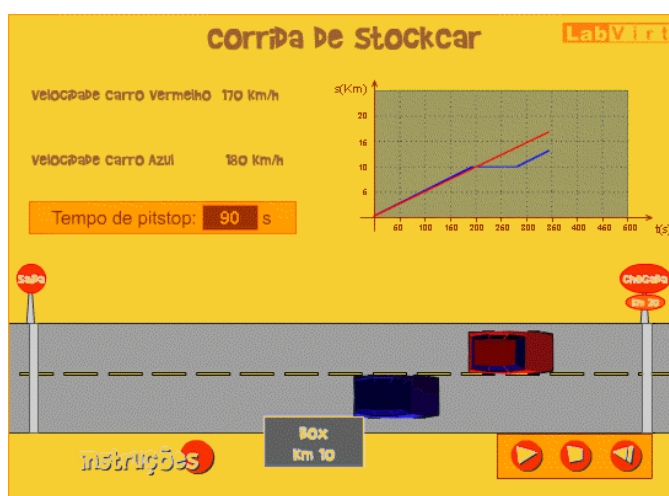 Corrida de Stockcar
LabVirt
Velocidade Carro Vermelho 170 Km/h
Velocidade Carro Azul 180 Km/h
Tempo de pitstop: 90 s
s(Km)
20
16
10
6
60 100 160 200 260 300 360 400 460 600
t(s)
Saída
Chegada
Km 20
Box
Km 10
instruções